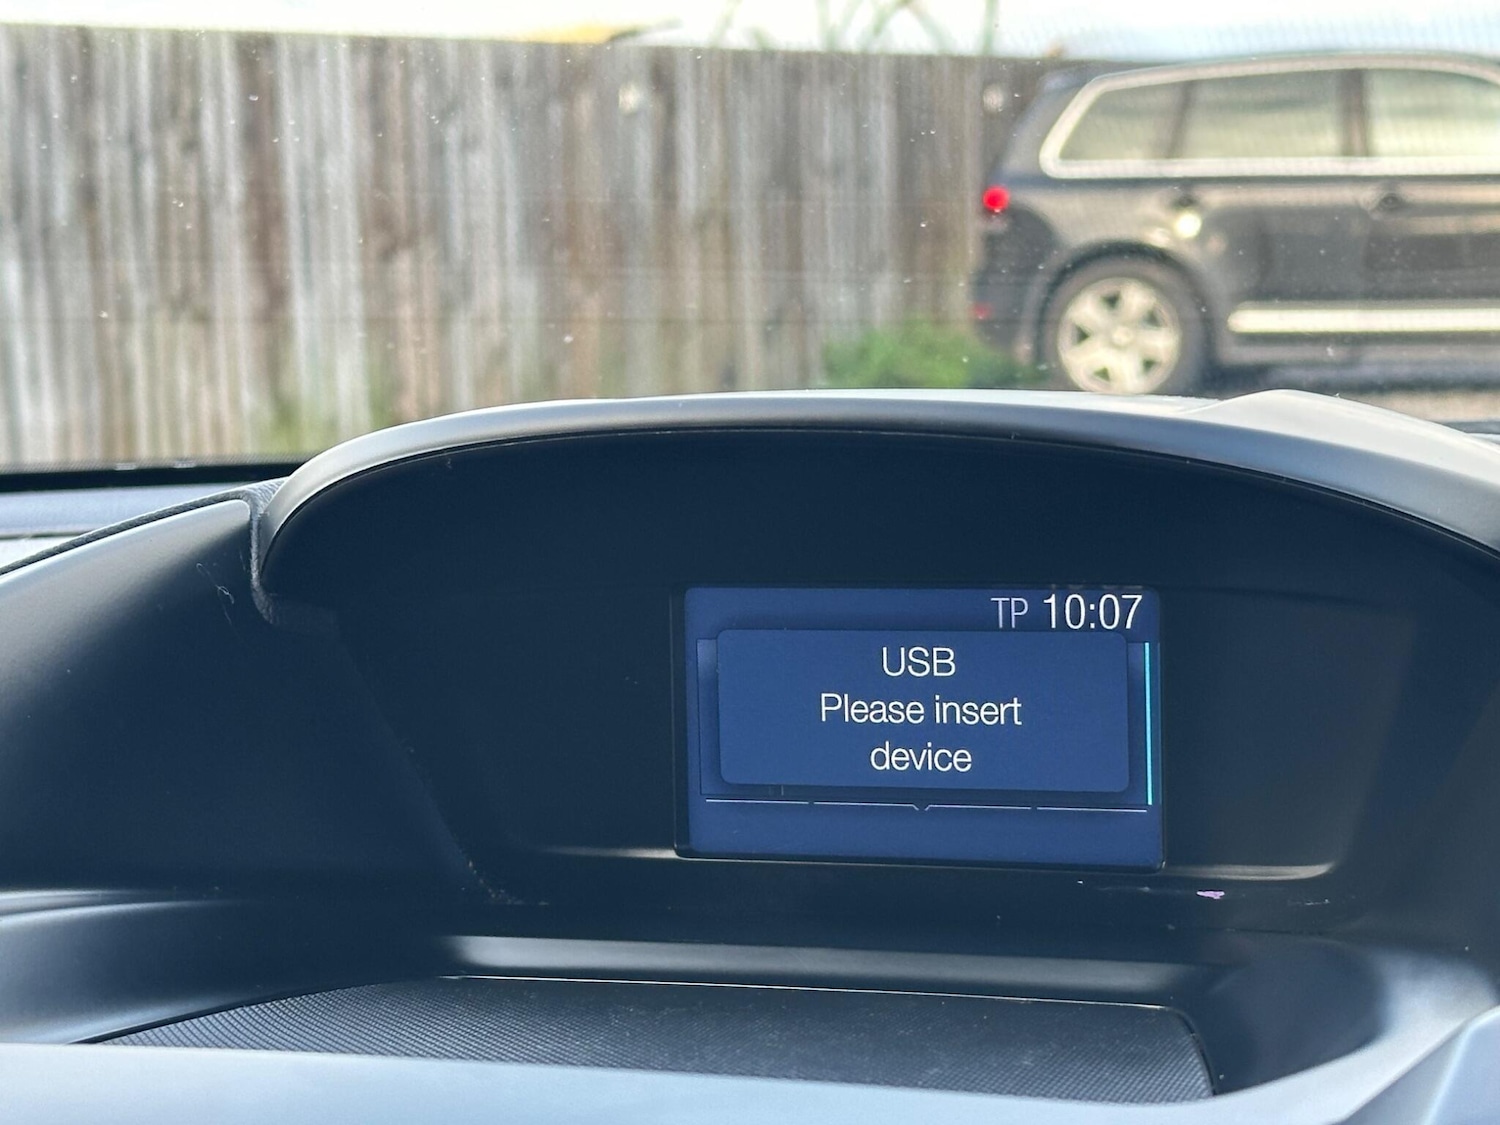 TP 10:07
USB
Please insert
device